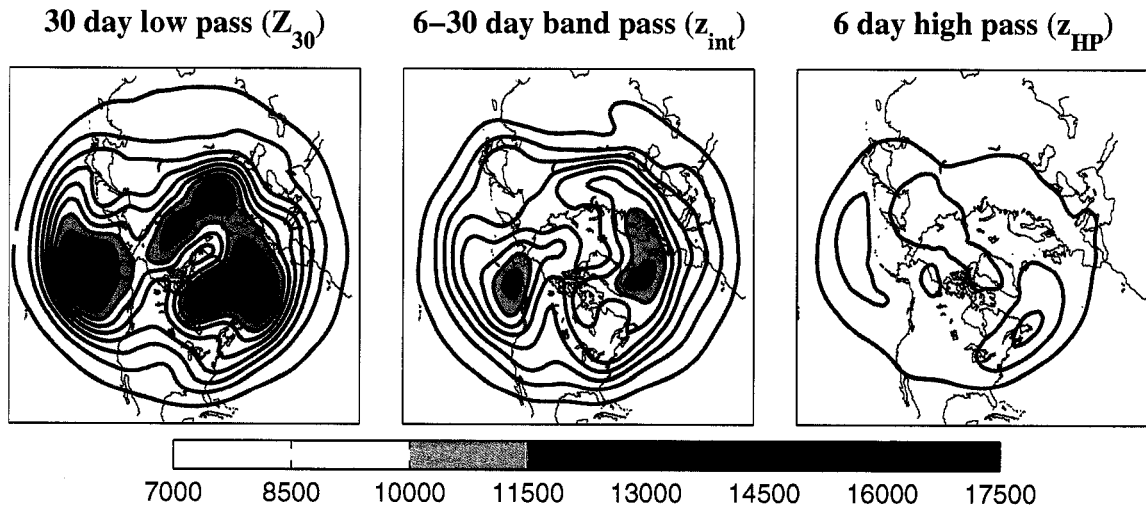 30 day low pass (Z30)
6–30 day band pass (zint)
6 day high pass (zHP)
7000 8500 10000 11500 13000 14500 16000 17500